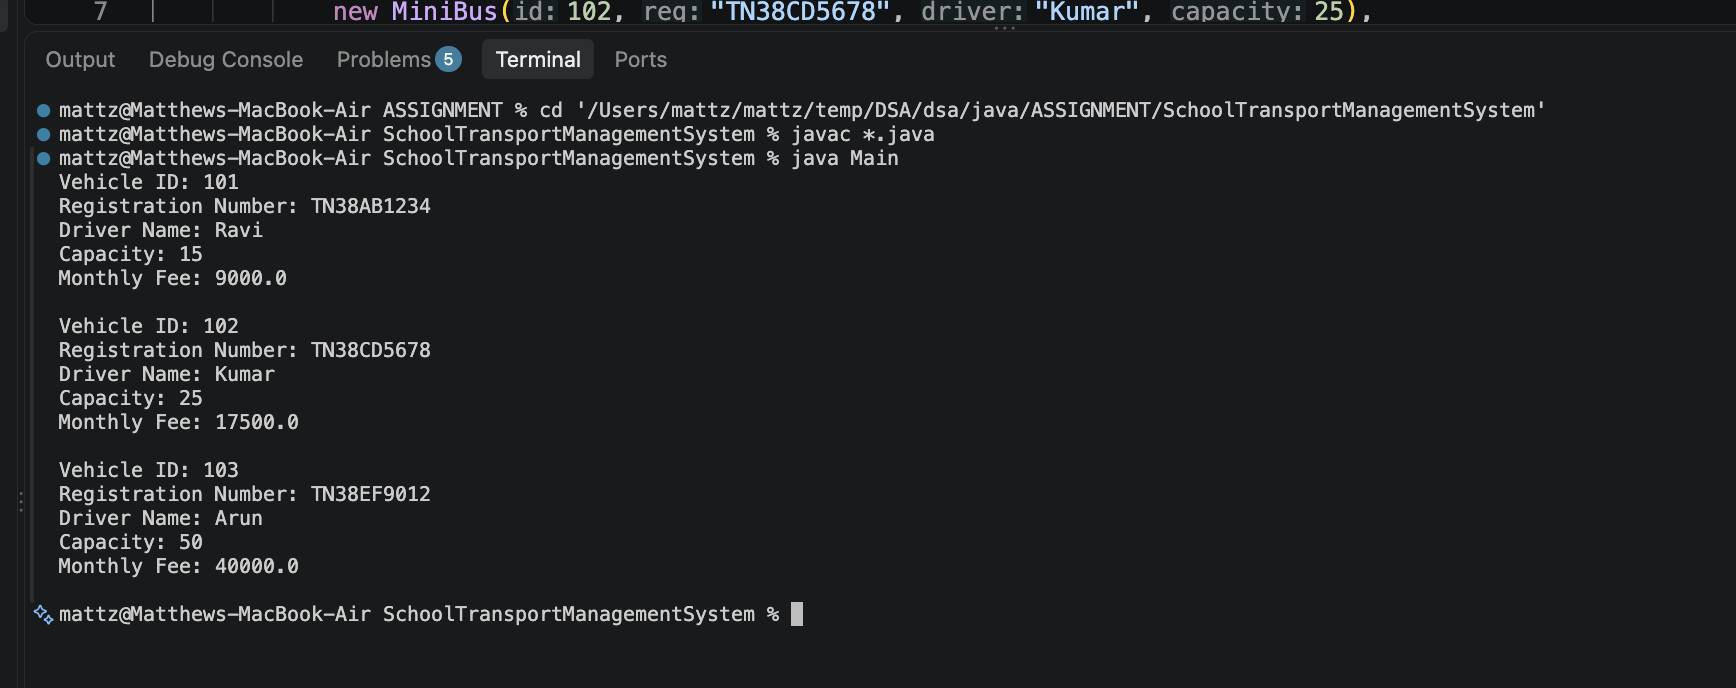 7 new MiniBus(id: 102, reg: "TN38CD5678", driver: "Kumar", capacity: 25),
Output Debug Console Problems 5 Terminal Ports
mattz@Matthews-MacBook-Air ASSIGNMENT % cd '/Users/mattz/mattz/temp/DSA/dsa/java/ASSIGNMENT/SchoolTransportManagementSystem'
mattz@Matthews-MacBook-Air SchoolTransportManagementSystem % javac *.java
mattz@Matthews-MacBook-Air SchoolTransportManagementSystem % java Main
Vehicle ID: 101
Registration Number: TN38AB1234
Driver Name: Ravi
Capacity: 15
Monthly Fee: 9000.0
Vehicle ID: 102
Registration Number: TN38CD5678
Driver Name: Kumar
Capacity: 25
Monthly Fee: 17500.0
Vehicle ID: 103
Registration Number: TN38EF9012
Driver Name: Arun
Capacity: 50
Monthly Fee: 40000.0
mattz@Matthews-MacBook-Air SchoolTransportManagementSystem %